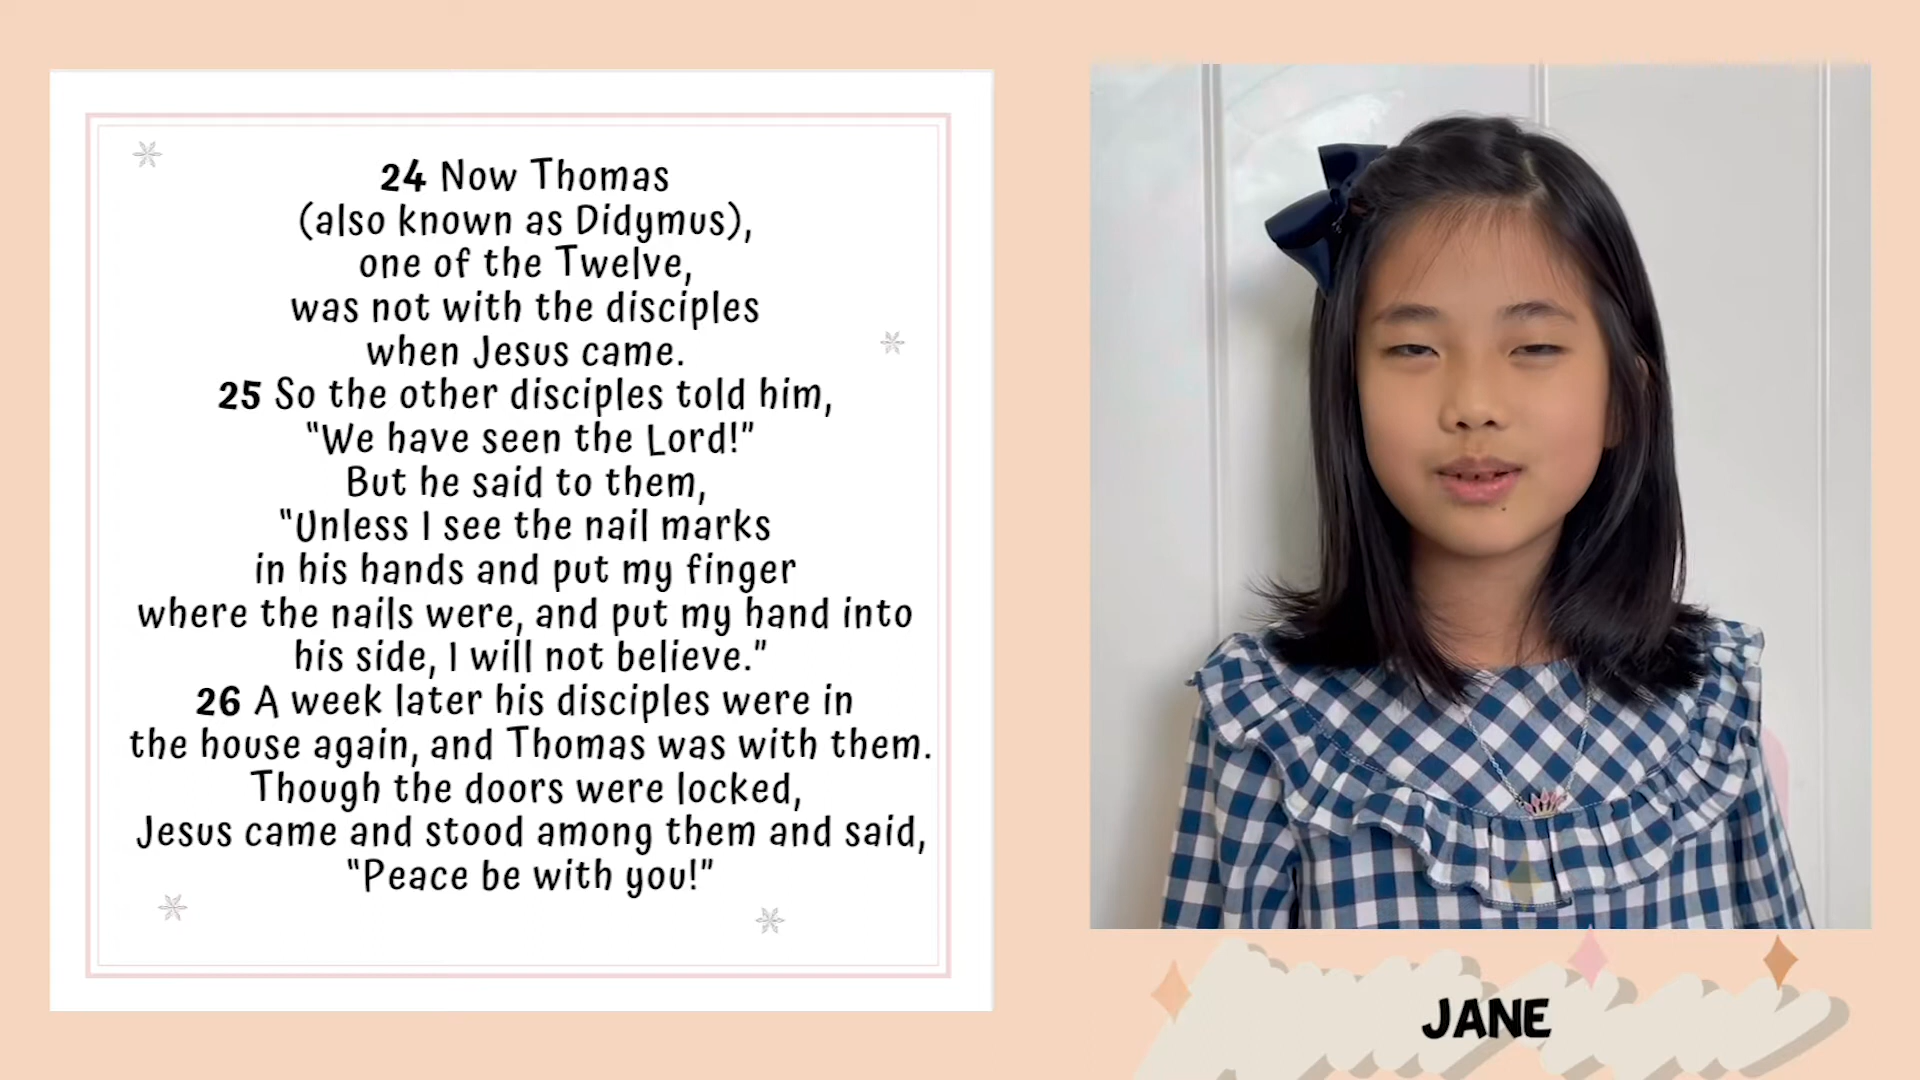 24 Now Thomas
(also known as Didymus),
one of the Twelve,
was not with the disciples
when Jesus came.
25 So the other disciples told him,
“We have seen the Lord!”
But he said to them,
“Unless I see the nail marks
in his hands and put my finger
where the nails were, and put my hand into
his side, I will not believe.”
26 A week later his disciples were in
the house again, and Thomas was with them.
Though the doors were locked,
Jesus came and stood among them and said,
“Peace be with you!”
JANE